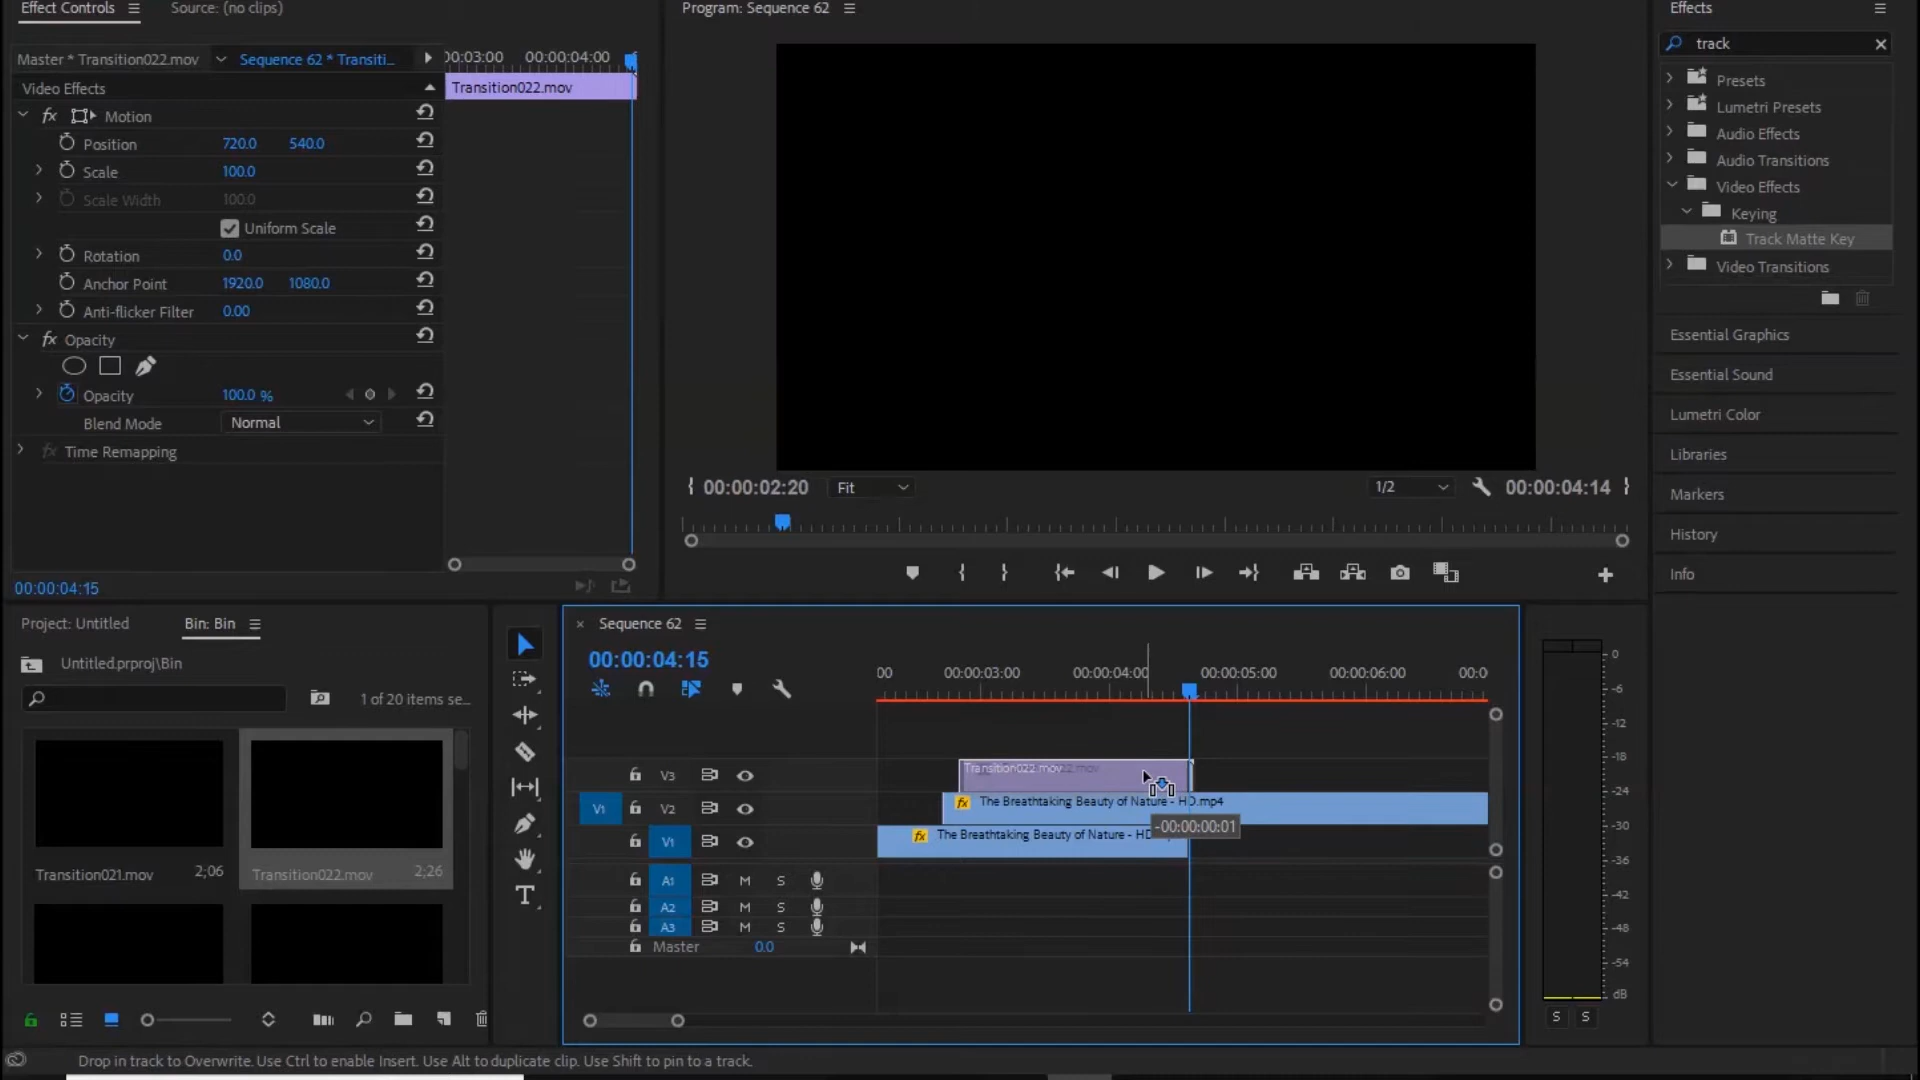 Effect Controls
Source: (no clips)
Program: Sequence 62
Effects
Master * Transition022.mov
Sequence 62 * Transiti...
00:03:00
00:00:04:00
track
Video Effects
Transition022.mov
Presets
Motion
Lumetri Presets
Position 720.0 540.0
Audio Effects
Scale 100.0
Audio Transitions
Scale Width 100.0
Video Effects
Uniform Scale
Keying
Rotation 0.0
Track Matte Key
Anchor Point 1920.0 1080.0
Video Transitions
Anti-flicker Filter 0.00
fx Opacity
Essential Graphics
Opacity 100.0 %
Essential Sound
Blend Mode Normal
Lumetri Color
fx Time Remapping
Libraries
00:00:02:20
Fit
1/2
00:00:04:14
Markers
History
Info
00:00:04:15
Project: Untitled
Bin: Bin
Sequence 62
Untitled.prproj\Bin
00:00:04:15
00
00:00:03:00
00:00:04:00
00:00:05:00
00:00:06:00
00:0
1 of 20 items se...
V3
Transition022.mov
V1 V2
fx The Breathtaking Beauty of Nature - HD.mp4
-00:00:00:01
V1
fx The Breathtaking Beauty of Nature - HD
Transition021.mov 2;06
Transition022.mov 2;26
A1 M S
A2 M S
A3 M S
Master 0.0
0
-6
-12
-18
-24
-30
-36
-42
-48
-54
dB
S S
Drop in track to Overwrite. Use Ctrl to enable Insert. Use Alt to duplicate clip. Use Shift to pin to a track.